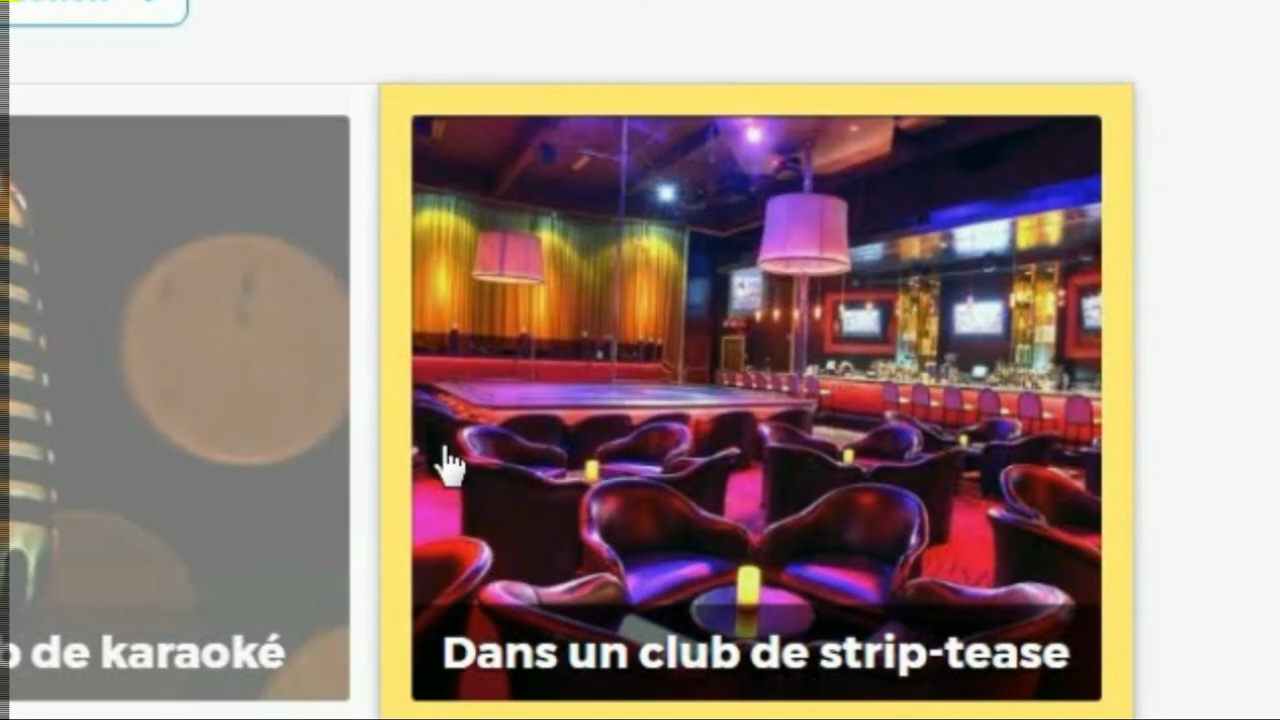 de karaoké
Dans un club de strip-tease